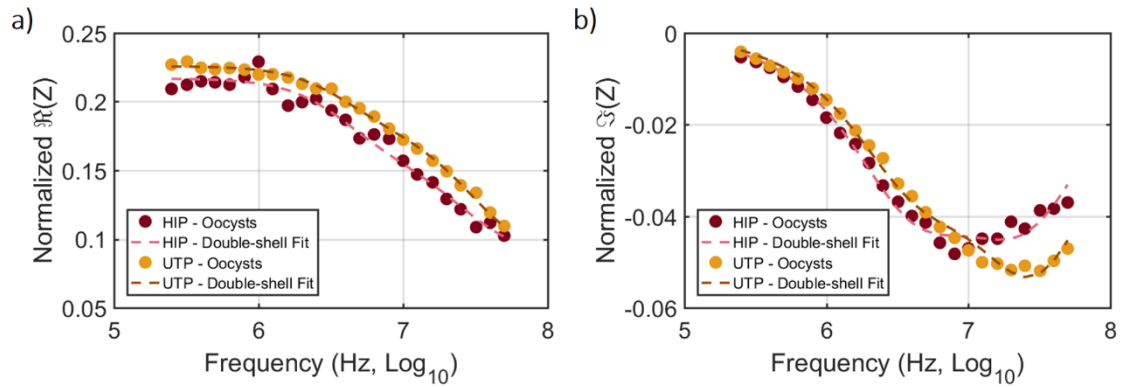 a)
0.25
0.2
0.15
0.1
0.05
Normalized ℜ(Z)
HIP - Oocysts
HIP - Double-shell Fit
UTP - Oocysts
UTP - Double-shell Fit
5
6
7
8
Frequency (Hz, Log₁₀)
b)
0
-0.02
-0.04
-0.06
Normalized ℑ(Z)
HIP - Oocysts
HIP - Double-shell Fit
UTP - Oocysts
UTP - Double-shell Fit
5
6
7
8
Frequency (Hz, Log₁₀)